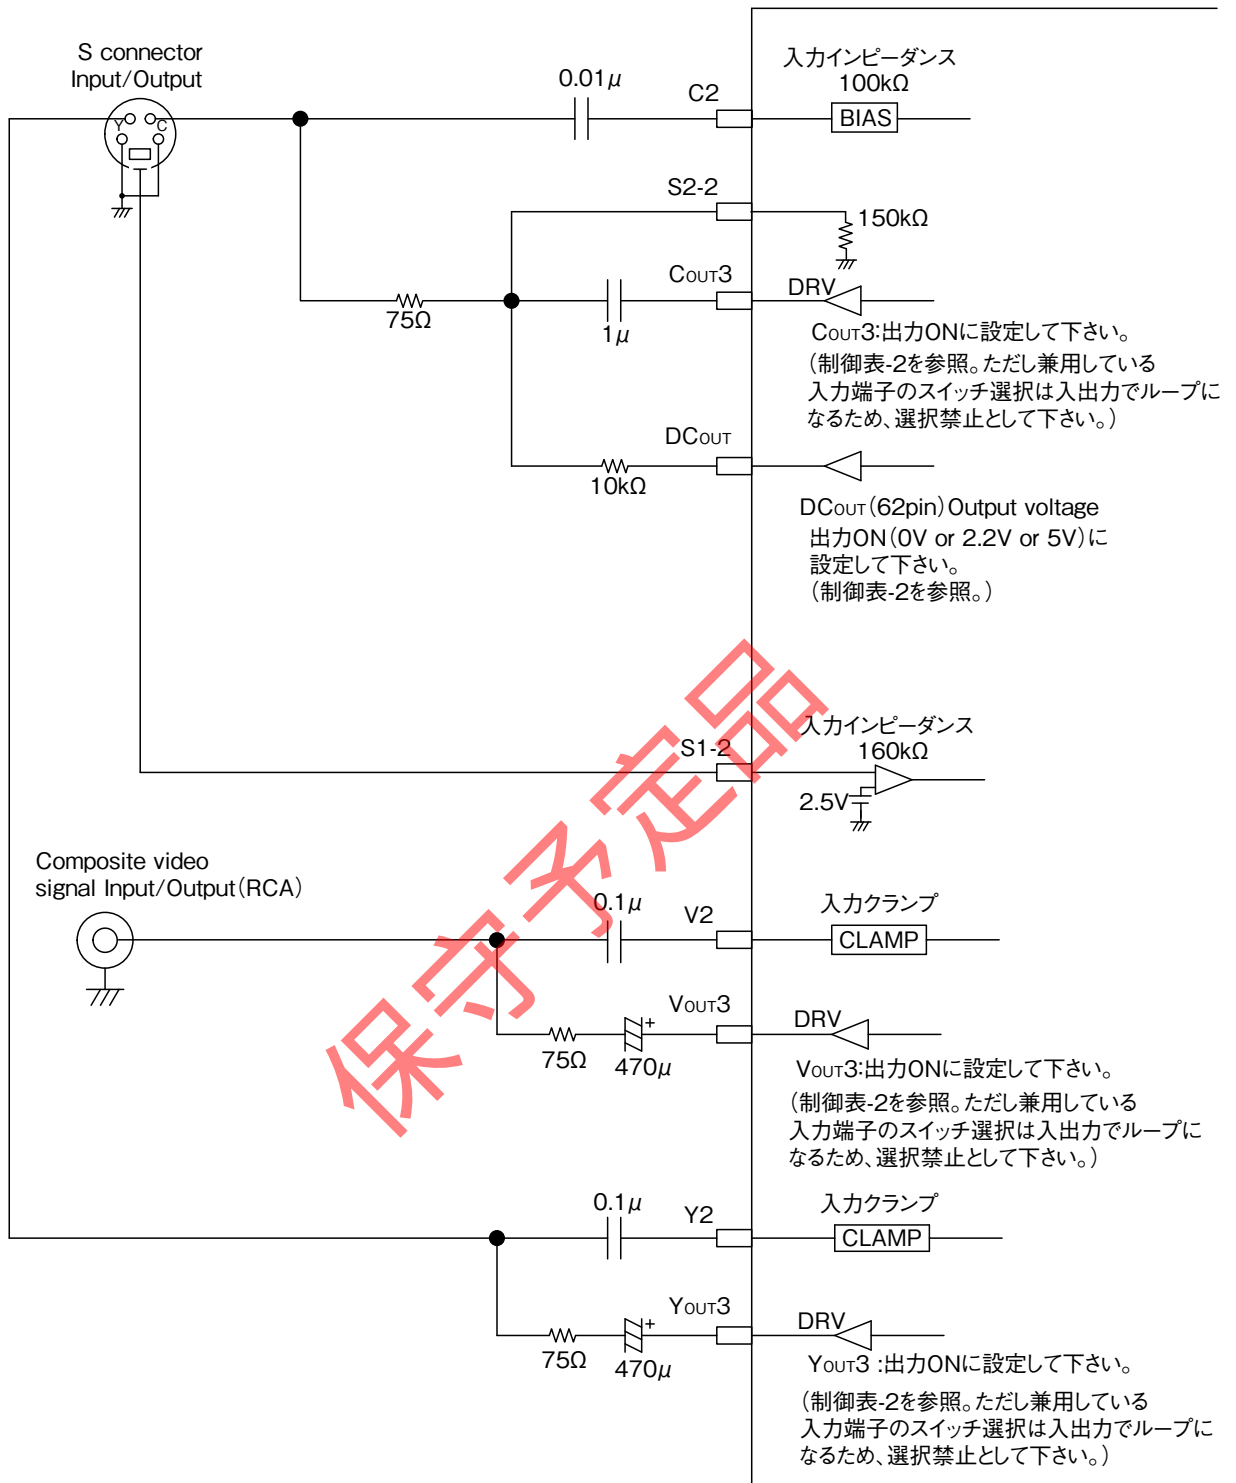 S connector
Input/Output
Y C
0.01μ
C2
入力インピーダンス
100kΩ
BIAS
S2-2
150kΩ
COUT3
DRV
75Ω
1μ
COUT3:出力ONに設定して下さい。
(制御表-2を参照。ただし兼用している
入力端子のスイッチ選択は入出力でループに
なるため、選択禁止として下さい。)
DCOUT
10kΩ
DCOUT(62pin)Output voltage
出力ON(0V or 2.2V or 5V)に
設定して下さい。
(制御表-2を参照。)
保守予定品
S1-2
入力インピーダンス
160kΩ
2.5V
Composite video
signal Input/Output(RCA)
0.1μ
V2
入力クランプ
CLAMP
VOUT3
DRV
75Ω
+
470μ
VOUT3:出力ONに設定して下さい。
(制御表-2を参照。ただし兼用している
入力端子のスイッチ選択は入出力でループに
なるため、選択禁止として下さい。)
0.1μ
Y2
入力クランプ
CLAMP
YOUT3
DRV
75Ω
+
470μ
YOUT3 :出力ONに設定して下さい。
(制御表-2を参照。ただし兼用している
入力端子のスイッチ選択は入出力でループに
なるため、選択禁止として下さい。)